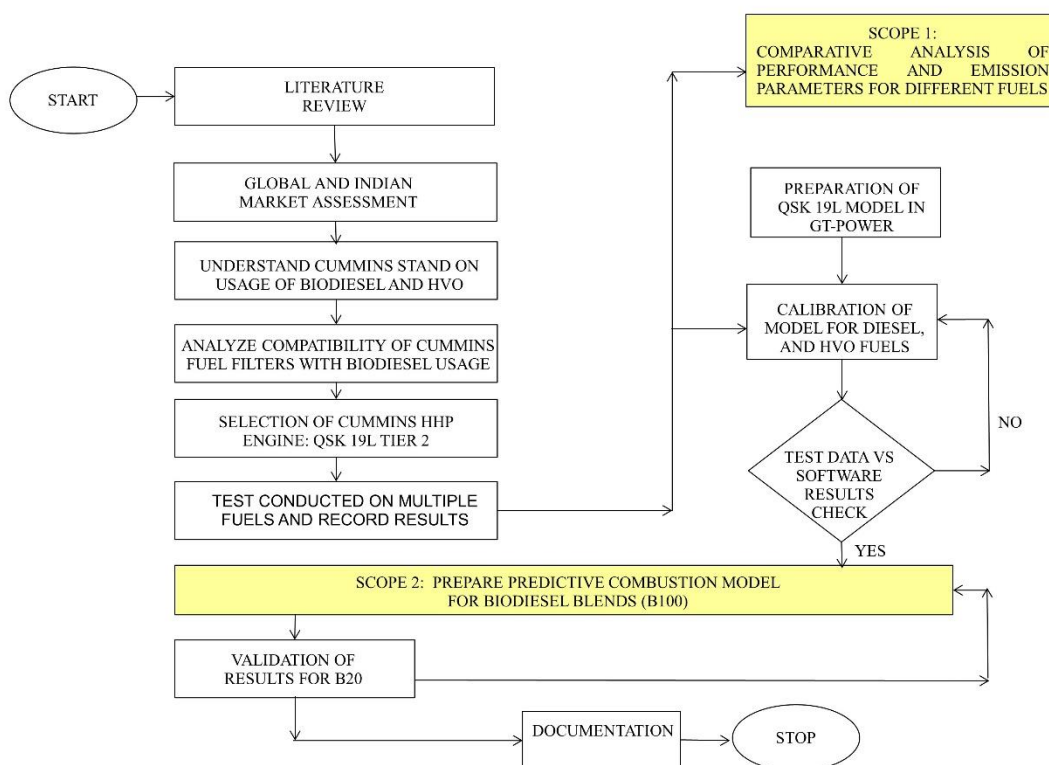 START
LITERATURE
REVIEW
GLOBAL AND INDIAN
MARKET ASSESSMENT
UNDERSTAND CUMMINS STAND ON
USAGE OF BIODIESEL AND HVO
ANALYZE COMPATIBILITY OF CUMMINS
FUEL FILTERS WITH BIODIESEL USAGE
SELECTION OF CUMMINS HHP
ENGINE: QSK 19L TIER 2
TEST CONDUCTED ON MULTIPLE
FUELS AND RECORD RESULTS
SCOPE 1:
COMPARATIVE ANALYSIS OF
PERFORMANCE AND EMISSION
PARAMETERS FOR DIFFERENT FUELS
PREPARATION OF
QSK 19L MODEL IN
GT-POWER
CALIBRATION OF
MODEL FOR DIESEL,
AND HVO FUELS
TEST DATA VS
SOFTWARE
RESULTS
CHECK
NO
YES
SCOPE 2: PREPARE PREDICTIVE COMBUSTION MODEL
FOR BIODIESEL BLENDS (B100)
VALIDATION OF
RESULTS FOR B20
DOCUMENTATION
STOP